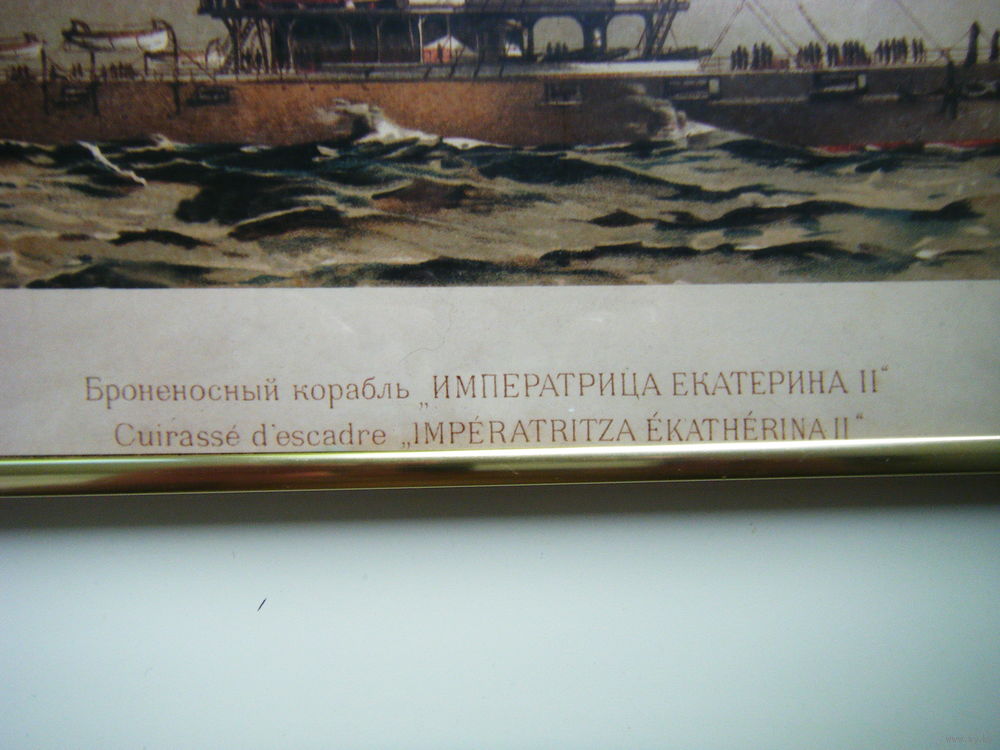 Броненосный корабль „ИМПЕРАТРИЦА ЕКАТЕРИНА II“
Cuirassé d'escadre „IMPÉRATRITZA ÉKATHÉRINA II“